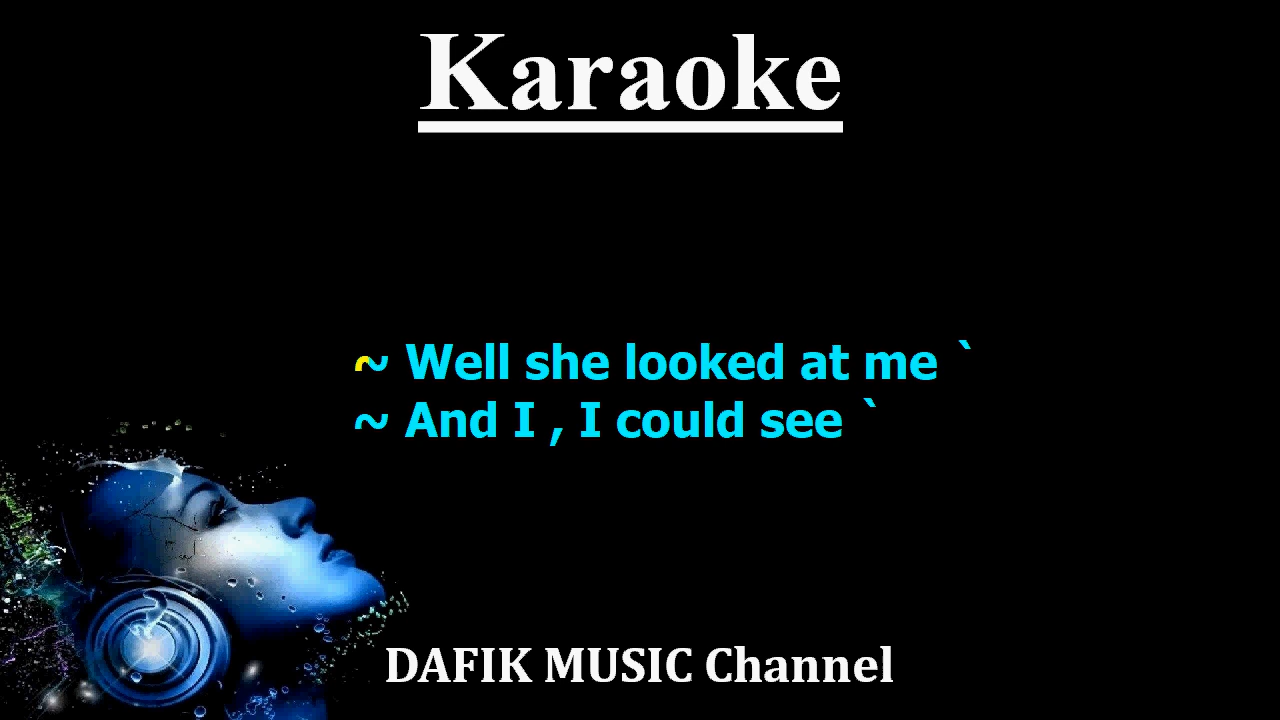 Karaoke
~ Well she looked at me `
~ And I , I could see `
DAFIK MUSIC Channel